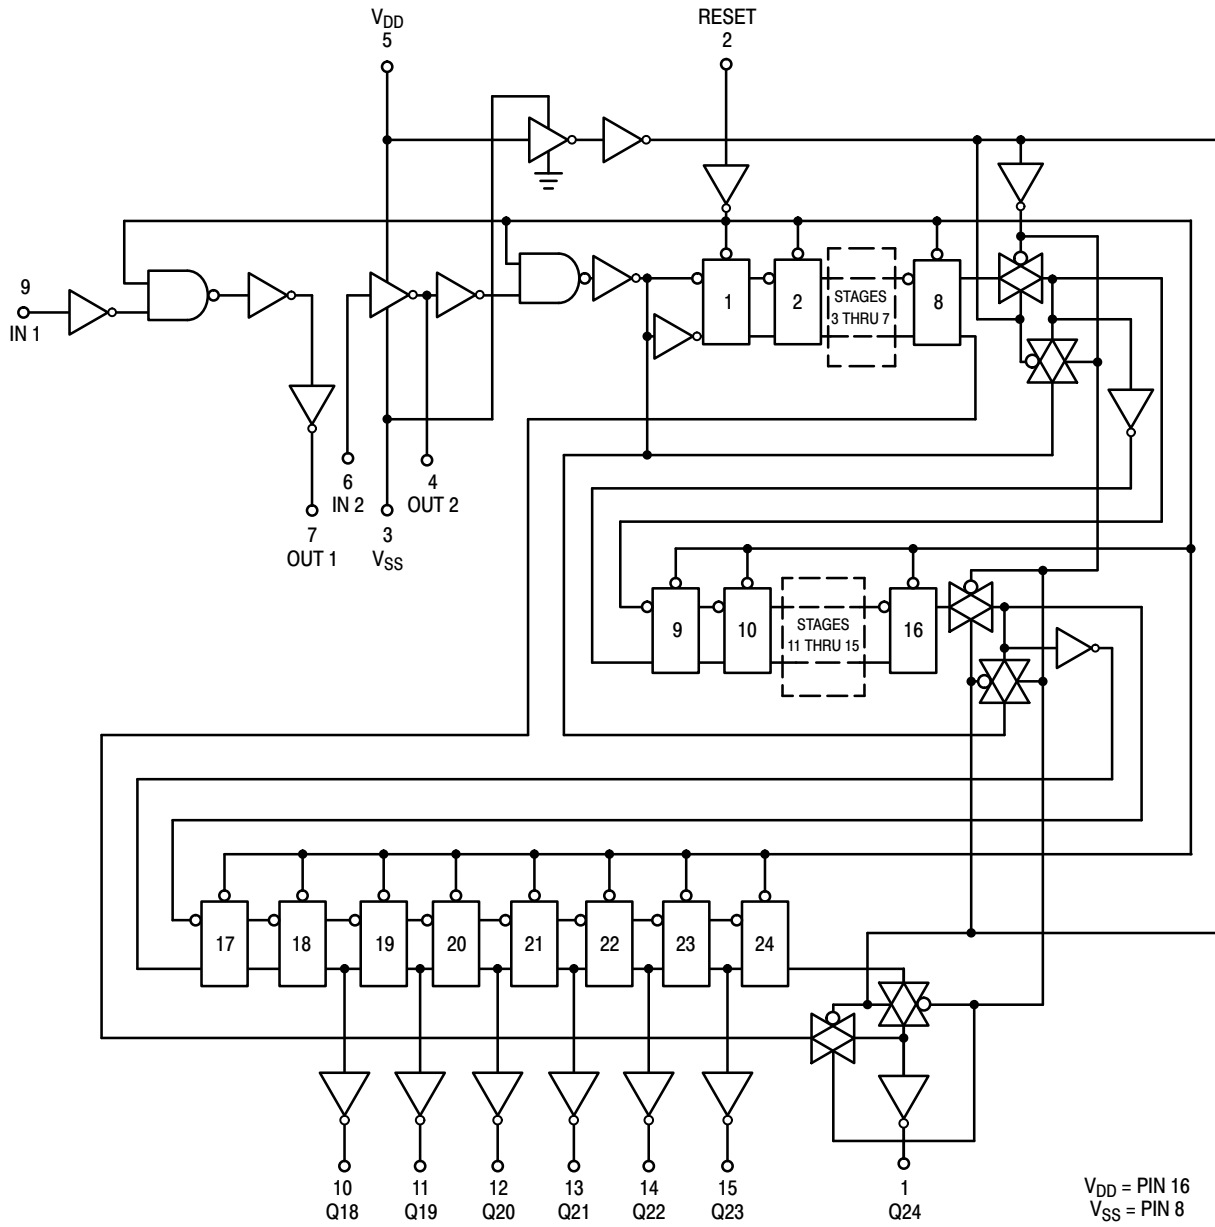 VDD
5
RESET
2
9
IN 1
1
2
STAGES
3 THRU 7
8
6
IN 2
4
OUT 2
7
OUT 1
3
VSS
9
10
STAGES
11 THRU 15
16
17
18
19
20
21
22
23
24
10
Q18
11
Q19
12
Q20
13
Q21
14
Q22
15
Q23
1
Q24
VDD = PIN 16
VSS = PIN 8